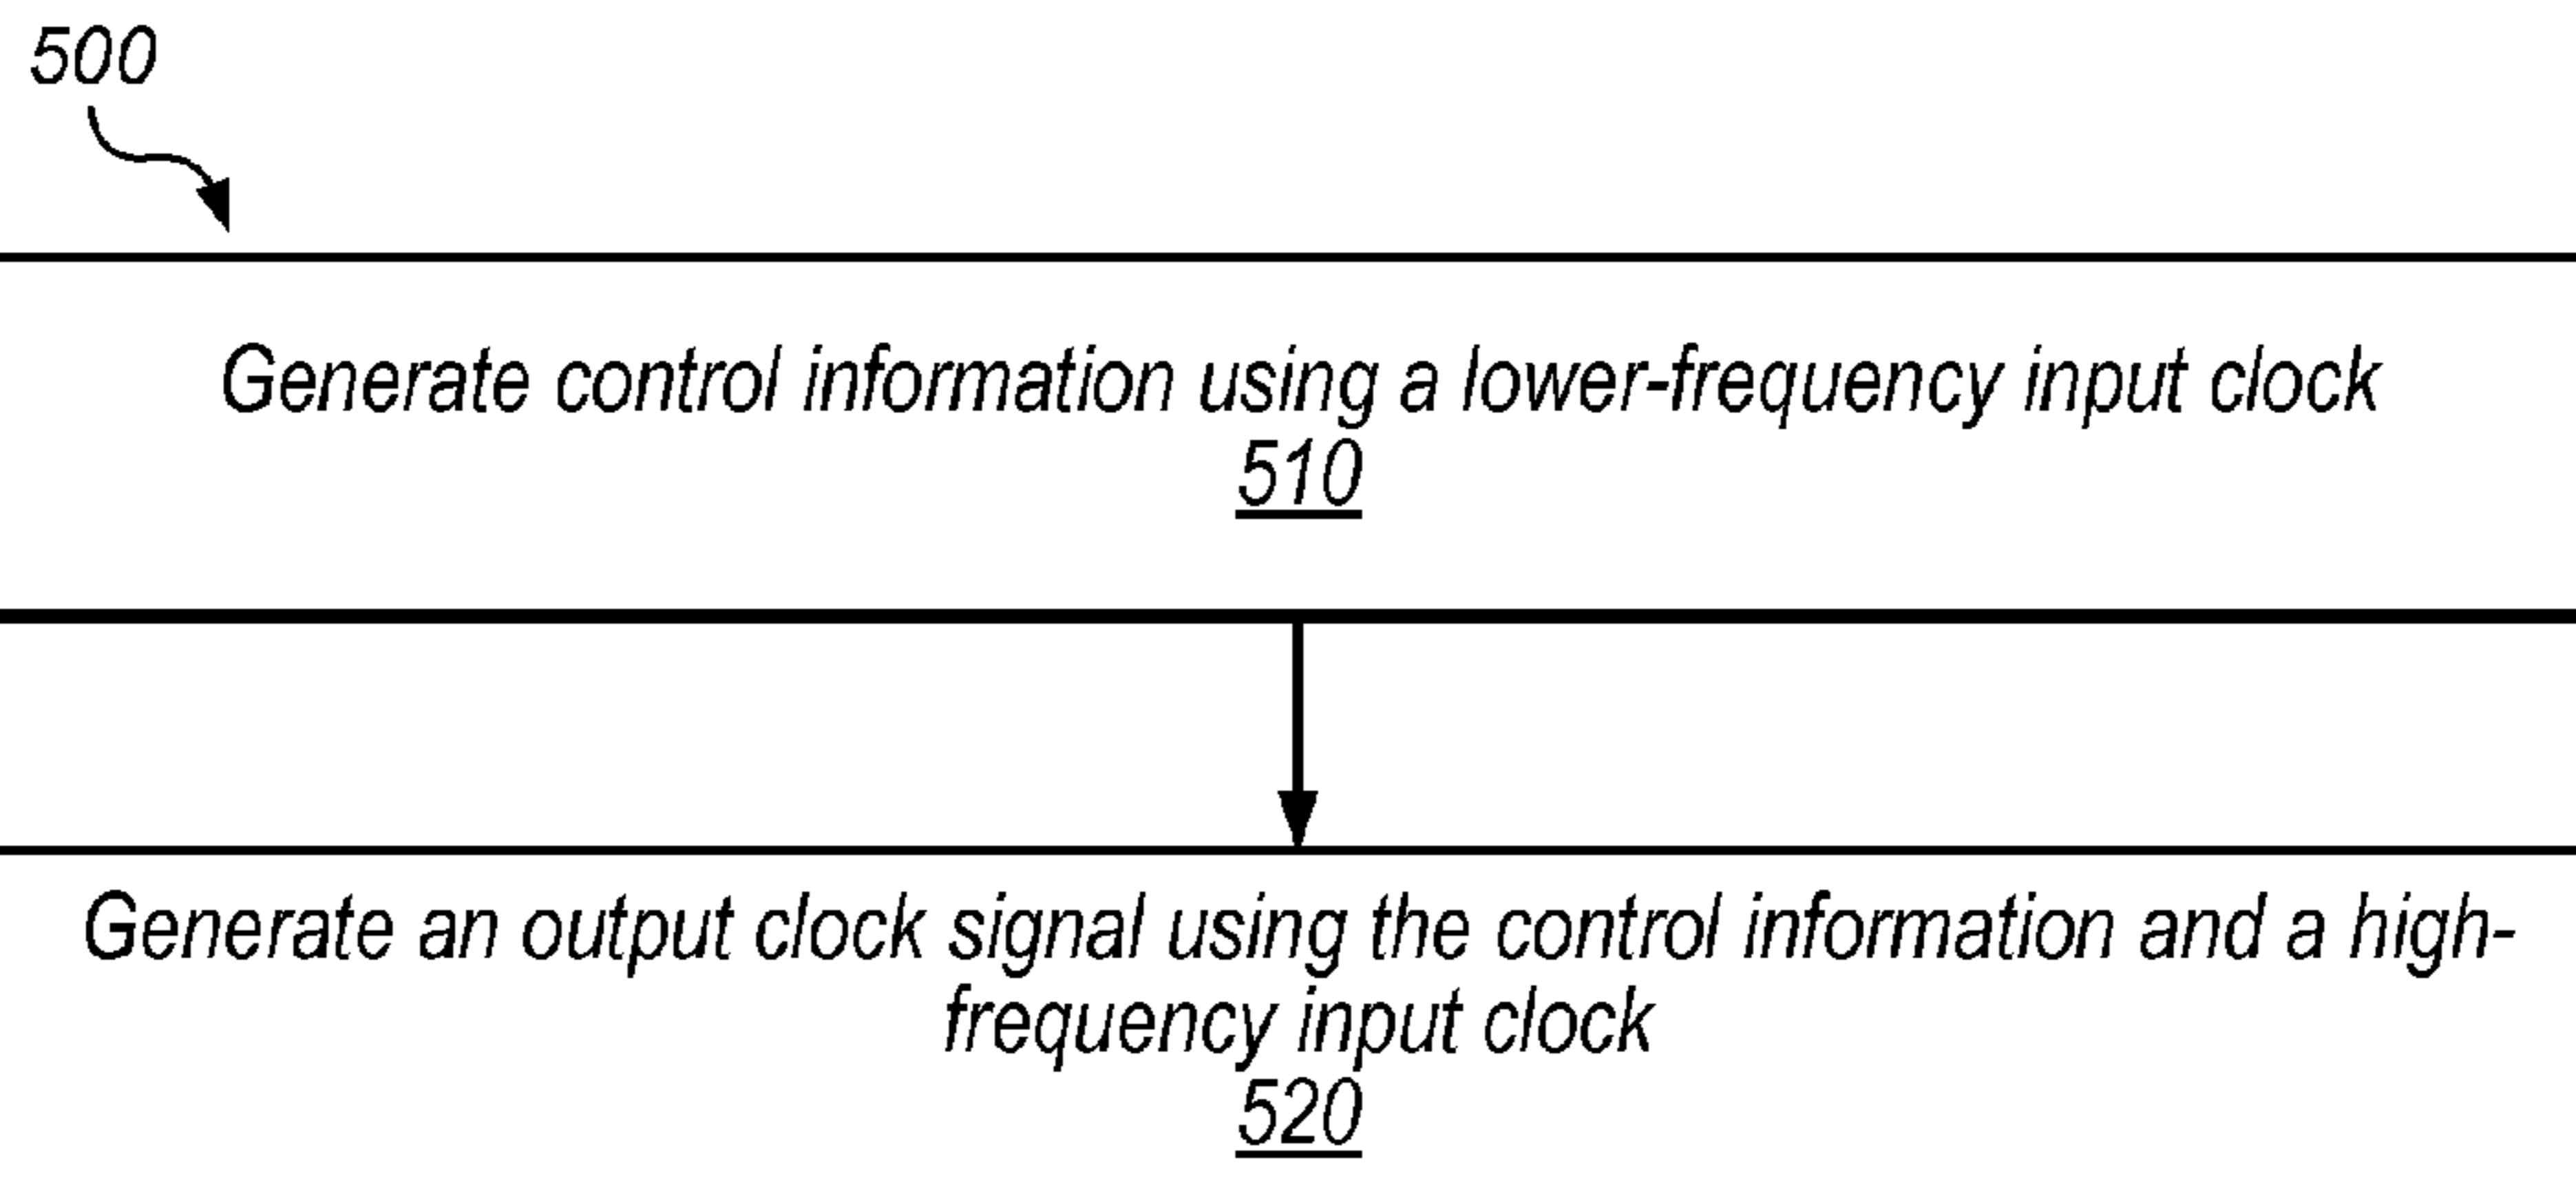 500
Generate control information using a lower-frequency input clock
510
Generate an output clock signal using the control information and a high-
frequency input clock
520